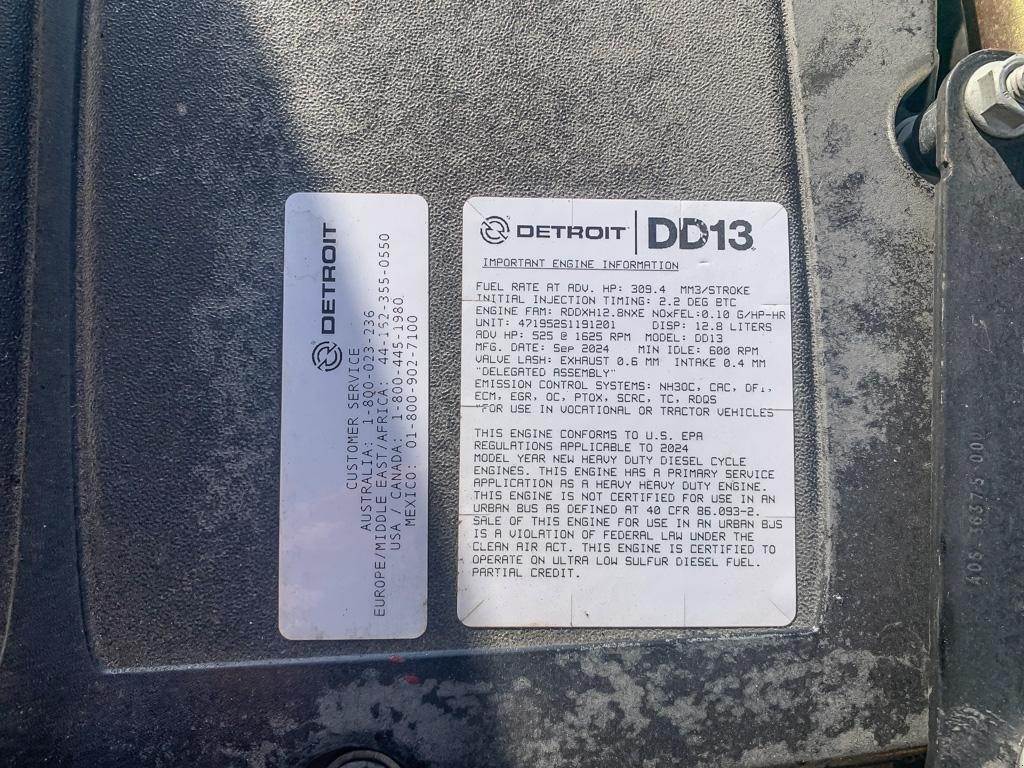 DETROIT
CUSTOMER SERVICE
AUSTRALIA: 1-800-023-236
EUROPE/MIDDLE EAST/AFRICA: 44-152-355-0550
USA / CANADA: 1-800-445-1980
MEXICO: 01-800-902-7100
DETROIT DD13
IMPORTANT ENGINE INFORMATION
FUEL RATE AT ADV. HP: 309.4 MM3/STROKE
INITIAL INJECTION TIMING: 2.2 DEG BTC
ENGINE FAM: RDDXH12.8NXE NOxFEL:0.10 G/HP-HR
UNIT: 471952S1191201 DISP: 12.8 LITERS
ADV HP: 525 @ 1625 RPM MODEL: DD13
MFG. DATE: Sep 2024 MIN IDLE: 600 RPM
VALVE LASH: EXHAUST 0.6 MM INTAKE 0.4 MM
"DELEGATED ASSEMBLY"
EMISSION CONTROL SYSTEMS: NH3OC, CAC, DFI,
ECM, EGR, OC, PTOX, SCRC, TC, RDQS
"FOR USE IN VOCATIONAL OR TRACTOR VEHICLES
THIS ENGINE CONFORMS TO U.S. EPA
REGULATIONS APPLICABLE TO 2024
MODEL YEAR NEW HEAVY DUTY DIESEL CYCLE
ENGINES. THIS ENGINE HAS A PRIMARY SERVICE
APPLICATION AS A HEAVY HEAVY DUTY ENGINE.
THIS ENGINE IS NOT CERTIFIED FOR USE IN AN
URBAN BUS AS DEFINED AT 40 CFR 86.093-2.
SALE OF THIS ENGINE FOR USE IN AN URBAN BUS
IS A VIOLATION OF FEDERAL LAW UNDER THE
CLEAN AIR ACT. THIS ENGINE IS CERTIFIED TO
OPERATE ON ULTRA LOW SULFUR DIESEL FUEL.
PARTIAL CREDIT.